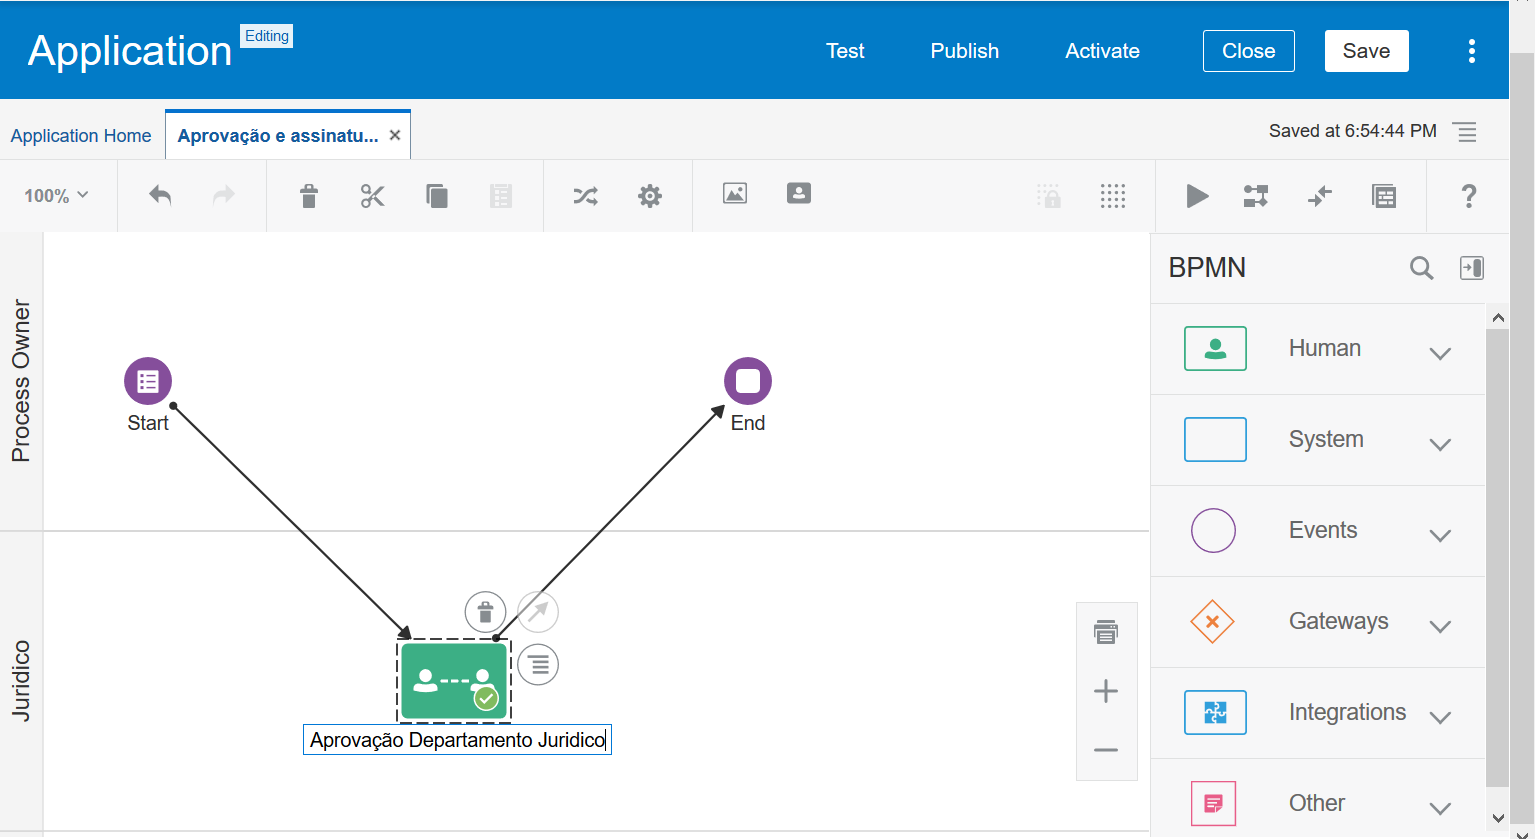 Application
Editing
Test
Publish
Activate
Close
Save
Application Home
Aprovação e assinatu... ×
Saved at 6:54:44 PM
100%
?
BPMN
Process Owner
Start
End
Human
System
Events
Gateways
Juridico
Aprovação Departamento Juridico
Integrations
Other